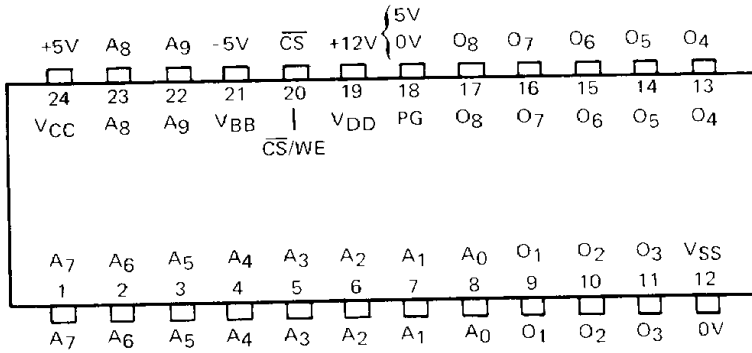 5V
+5V A8 A9 -5V C̅S̅ +12V 0V O8 O7 O6 O5 O4
24 23 22 21 20 19 18 17 16 15 14 13
VCC A8 A9 VBB VDD PG O8 O7 O6 O5 O4
C̅S̅/WE
A7 A6 A5 A4 A3 A2 A1 A0 O1 O2 O3 VSS
1 2 3 4 5 6 7 8 9 10 11 12
A7 A6 A5 A4 A3 A2 A1 A0 O1 O2 O3 0V